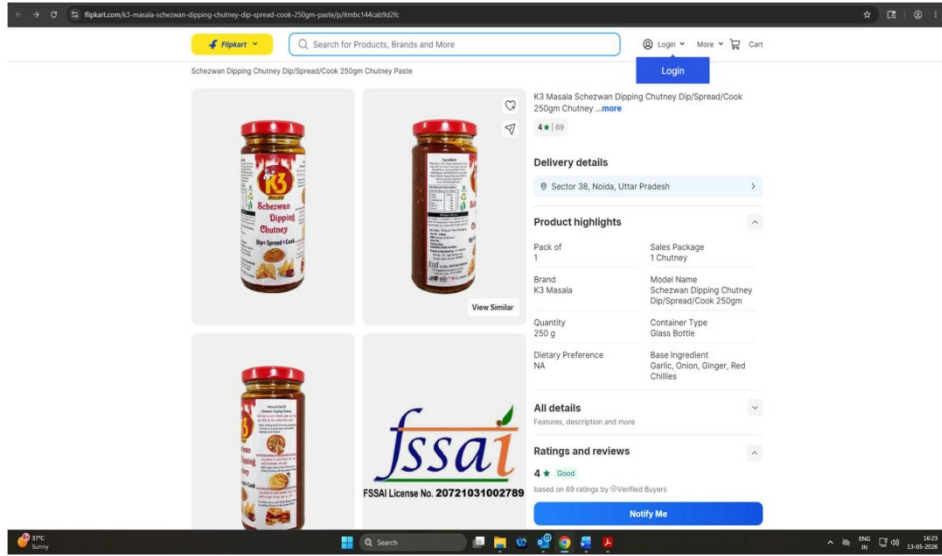 flipkart.com/k3-masala-schezwan-dipping-chutney-dip-spread-cook-250gm-paste/p/itmbc144cab9d2fc
Flipkart
Search for Products, Brands and More
Login
More
Cart
Login
Schezwan Dipping Chutney Dip/Spread/Cook 250gm Chutney Paste
K3 Masala Schezwan Dipping Chutney Dip/Spread/Cook
250gm Chutney ...more
4★ | 69
Delivery details
Sector 38, Noida, Uttar Pradesh
Product highlights
Pack of
1
Sales Package
1 Chutney
Brand
K3 Masala
Model Name
Schezwan Dipping Chutney
Dip/Spread/Cook 250gm
Quantity
250 g
Container Type
Glass Bottle
Dietary Preference
NA
Base Ingredient
Garlic, Onion, Ginger, Red
Chillies
All details
Features, description and more
Ratings and reviews
4 ★ Good
based on 69 ratings by Verified Buyers
Notify Me
K3
Schezwan
Dipping
Chutney
View Similar
fssai
FSSAI License No. 20721031002789
37°C
Sunny
Search
ENG
IN
16:23
13-05-2026